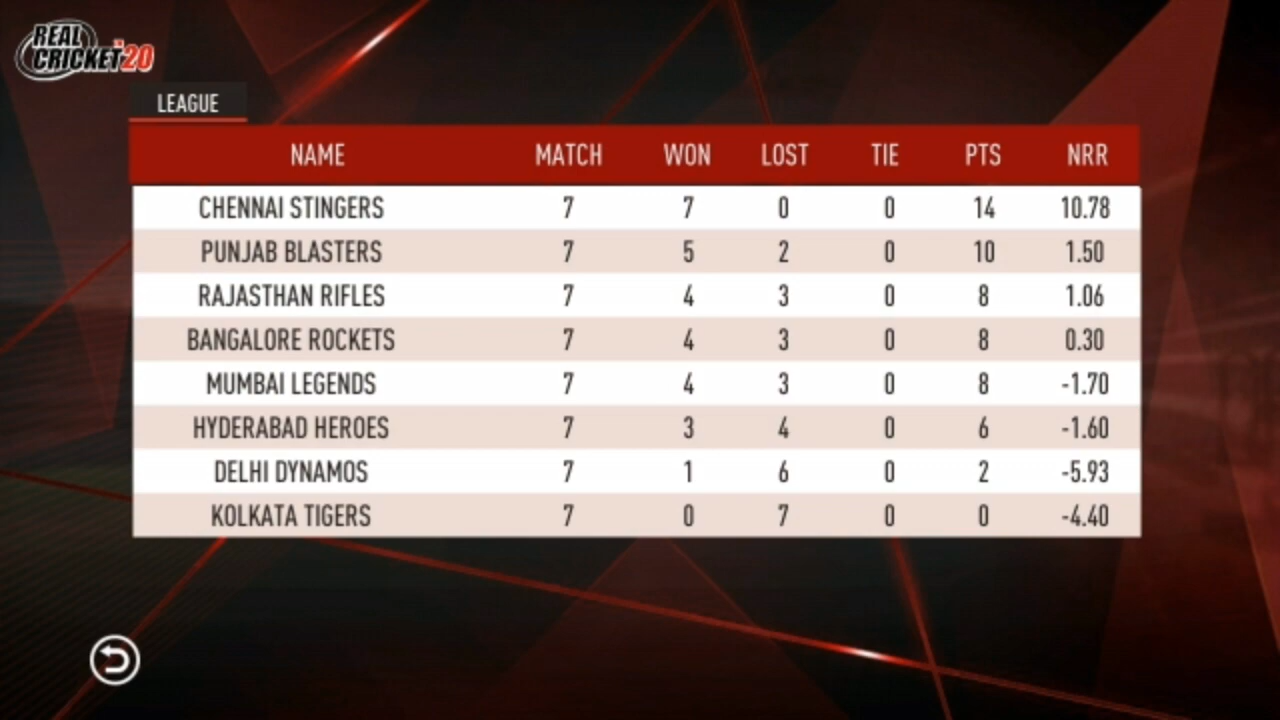 REAL
CRICKET™20
LEAGUE
NAME MATCH WON LOST TIE PTS NRR
CHENNAI STINGERS 7 7 0 0 14 10.78
PUNJAB BLASTERS 7 5 2 0 10 1.50
RAJASTHAN RIFLES 7 4 3 0 8 1.06
BANGALORE ROCKETS 7 4 3 0 8 0.30
MUMBAI LEGENDS 7 4 3 0 8 -1.70
HYDERABAD HEROES 7 3 4 0 6 -1.60
DELHI DYNAMOS 7 1 6 0 2 -5.93
KOLKATA TIGERS 7 0 7 0 0 -4.40